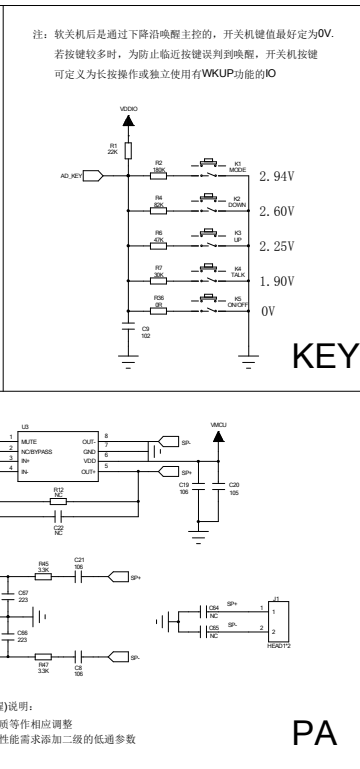 注：软关机后是通过下降沿唤醒主控的，开关机键值最好定为0V.
若按键较多时，为防止临近按键误判到唤醒，开关机按键
可定义为长按操作或独立使用有WKUP功能的IO
VDDIO
R1
22K
AD_KEY
R2
180K
K1
MODE
2.94V
R4
82K
K2
DOWN
2.60V
R6
47K
K3
UP
2.25V
R7
30K
K4
TALK
1.90V
R36
0R
K5
ON/OFF
0V
C9
102
KEY
U3
1 MUTE OUT- 8
2 NC/BYPASS GND 7
3 IN+ VDD 6
4 IN- OUT+ 5
SP-
SP+
VMCU
C19
106
C20
105
R12
NC
C22
NC
R45
3.3K
C21
106
SP+
C67
223
C66
223
R47
3.3K
C8
106
SP-
C64
NC
SP+
C65
NC
SP-
J1
1 1
2 2
HEAD1*2
)说明：
质等作相应调整
性能需求添加二级的低通参数
PA